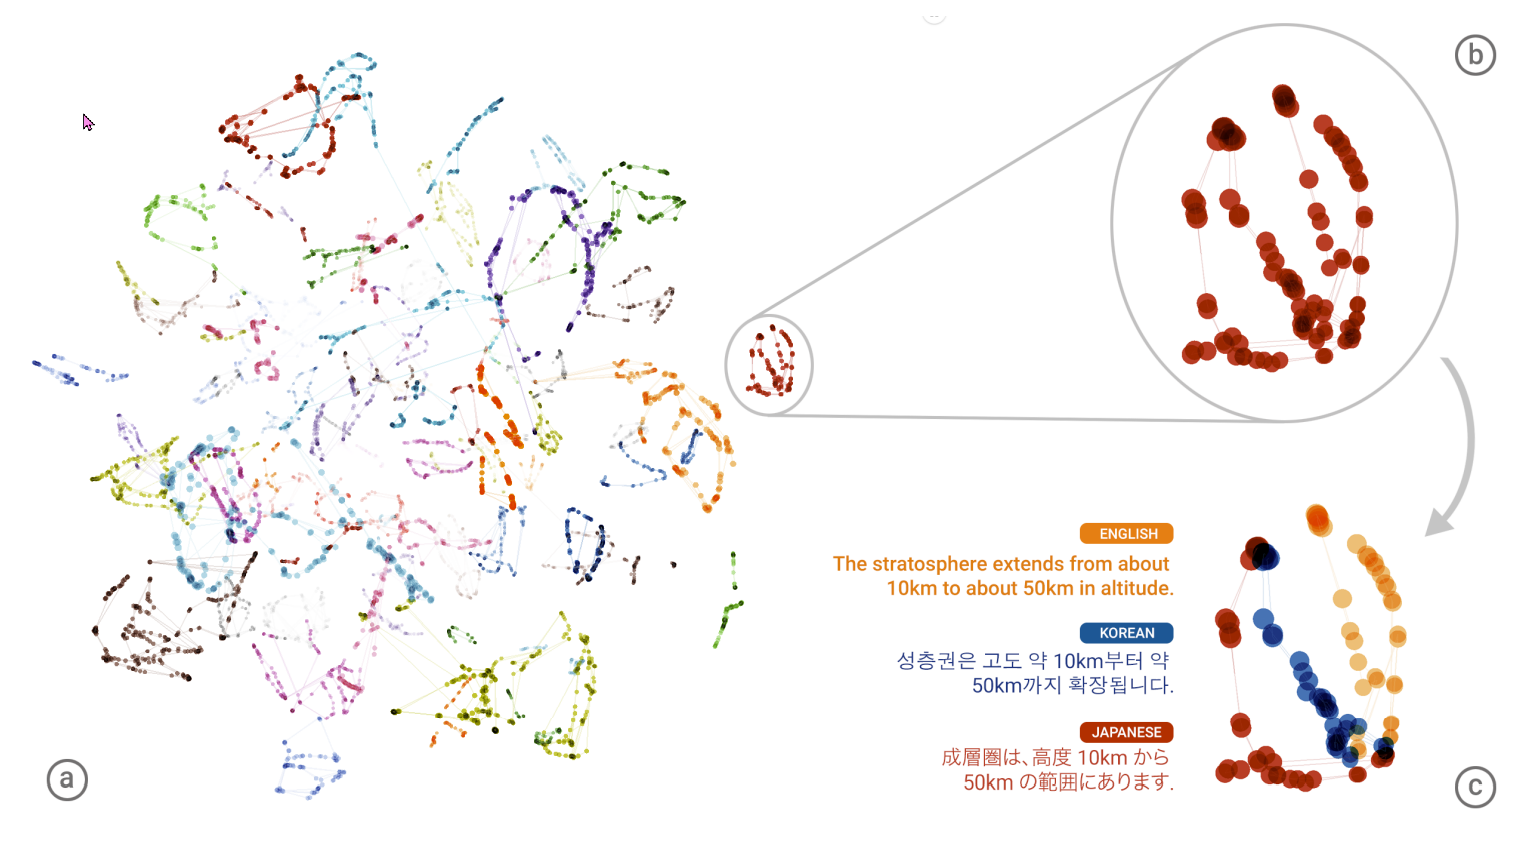 b
ENGLISH
The stratosphere extends from about
10km to about 50km in altitude.
KOREAN
성층권은 고도 약 10km부터 약
50km까지 확장됩니다.
JAPANESE
成層圏は、高度 10km から
50km の範囲にあります.
a
c